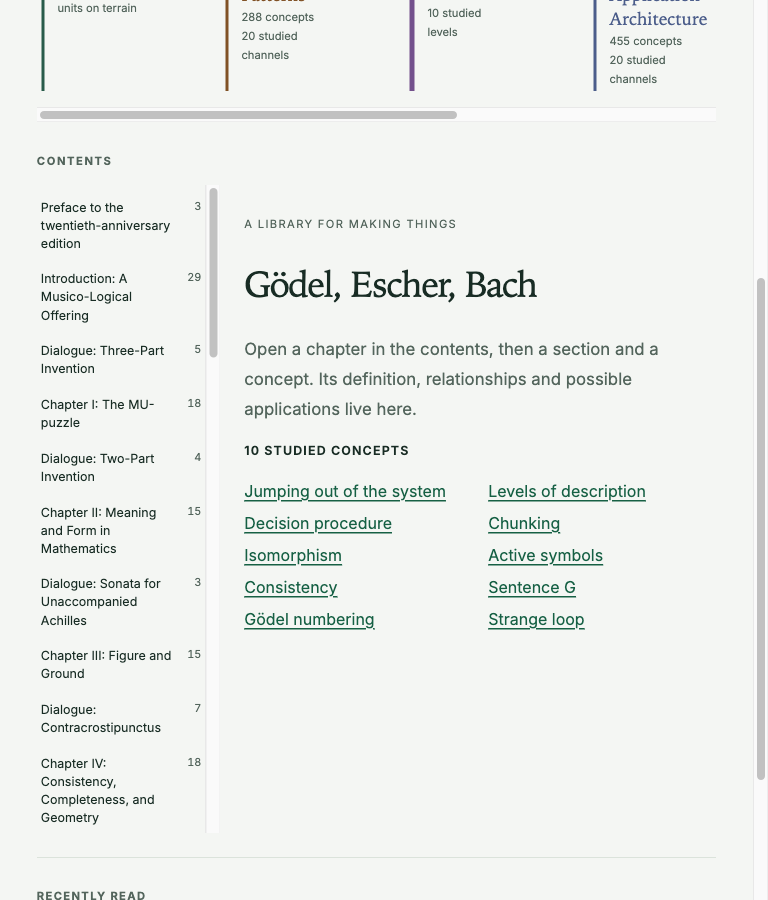 units on terrain
288 concepts
20 studied
channels
10 studied
levels
Architecture
455 concepts
20 studied
channels
CONTENTS
Preface to the 3
twentieth-anniversary
edition
Introduction: A 29
Musico-Logical
Offering
Dialogue: Three-Part 5
Invention
Chapter I: The MU- 18
puzzle
Dialogue: Two-Part 4
Invention
Chapter II: Meaning 15
and Form in
Mathematics
Dialogue: Sonata for 3
Unaccompanied
Achilles
Chapter III: Figure and 15
Ground
Dialogue: 7
Contracrostipunctus
Chapter IV: 18
Consistency,
Completeness, and
Geometry
A LIBRARY FOR MAKING THINGS
Gödel, Escher, Bach
Open a chapter in the contents, then a section and a
concept. Its definition, relationships and possible
applications live here.
10 STUDIED CONCEPTS
Jumping out of the system
Decision procedure
Isomorphism
Consistency
Gödel numbering
Levels of description
Chunking
Active symbols
Sentence G
Strange loop
RECENTLY READ